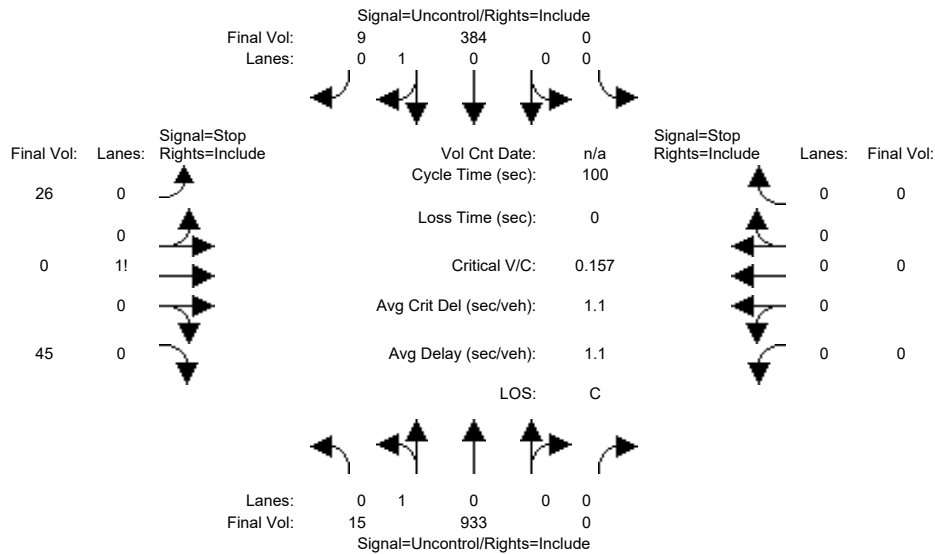 Signal=Uncontrol/Rights=Include
Final Vol: 9 384 0
Lanes: 0 1 0 0 0
Signal=Stop Signal=Stop
Final Vol: Lanes: Rights=Include Vol Cnt Date: n/a Rights=Include Lanes: Final Vol:
Cycle Time (sec): 100
26 0 0 0
Loss Time (sec): 0
0 0
0 1! Critical V/C: 0.157 0 0
0 Avg Crit Del (sec/veh): 1.1 0
45 0 Avg Delay (sec/veh): 1.1 0 0
LOS: C
Lanes: 0 1 0 0 0
Final Vol: 15 933 0
Signal=Uncontrol/Rights=Include